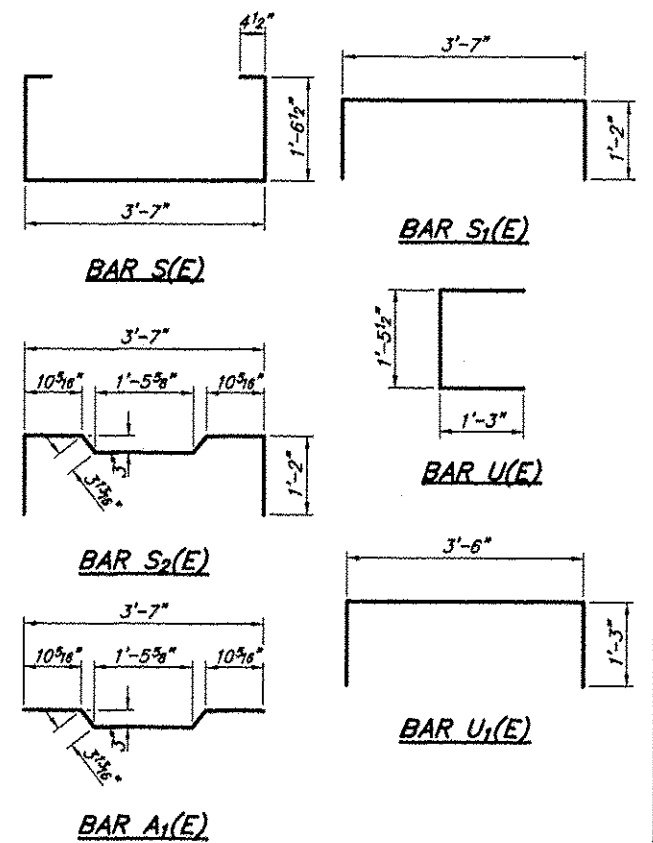 4½"
1'-6½"
3'-7"
BAR S(E)
3'-7"
1'-2"
BAR S₁(E)
1'-5½"
1'-3"
BAR U(E)
3'-7"
10⁵⁄₁₆" 1'-5⅝" 10⁵⁄₁₆"
3"
3¹³⁄₁₆"
1'-2"
BAR S₂(E)
3'-6"
1'-3"
BAR U₁(E)
3'-7"
10⁵⁄₁₆" 1'-5⅝" 10⁵⁄₁₆"
3"
3¹³⁄₁₆"
BAR A₁(E)